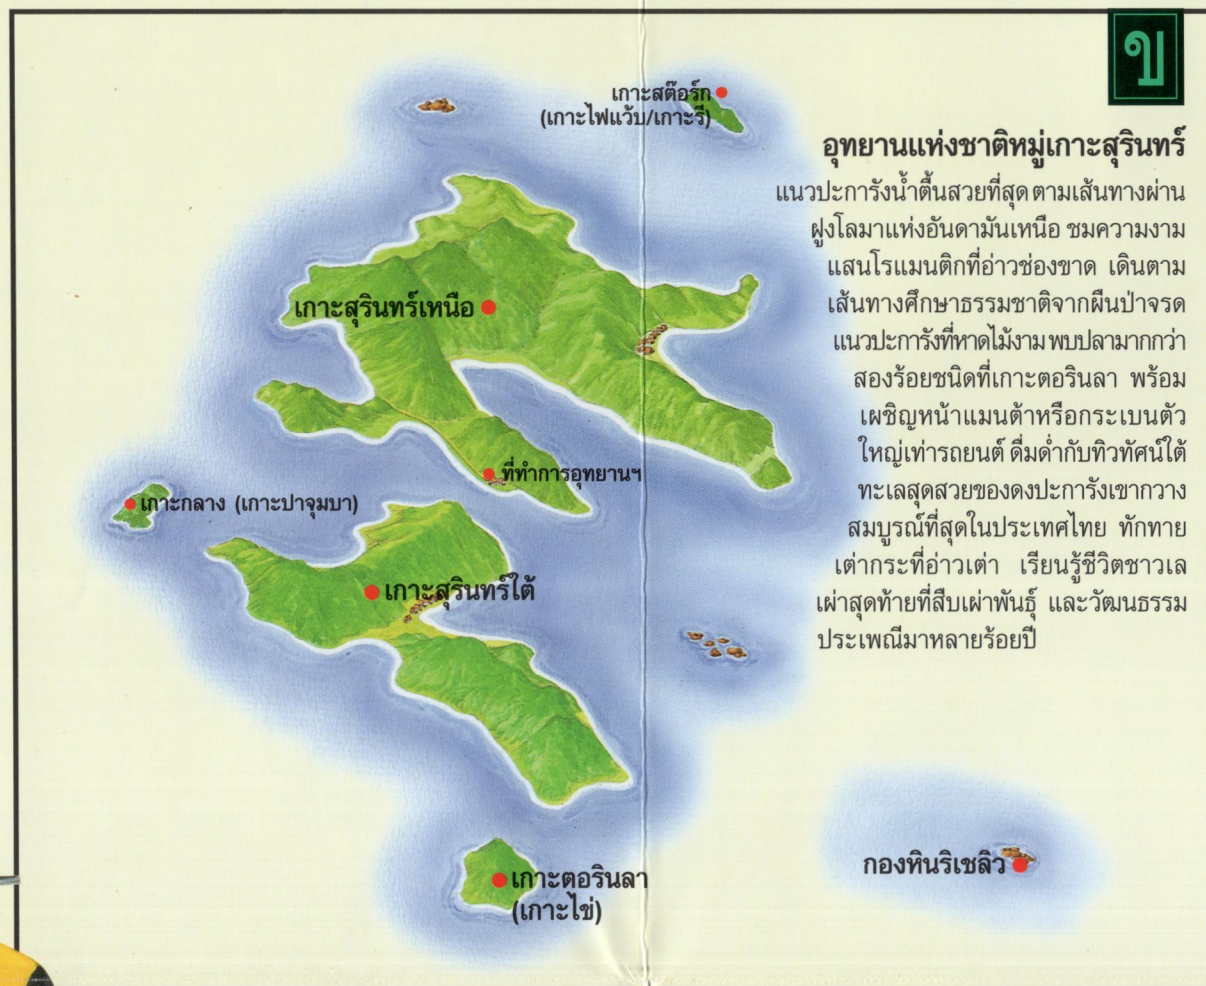 ข
เกาะสต๊อร์ก
(เกาะไฟแว้บ/เกาะรี)
อุทยานแห่งชาติหมู่เกาะสุรินทร์
แนวปะการังน้ำตื้นสวยที่สุด ตามเส้นทางผ่าน
ฝูงโลมาแห่งอันดามันเหนือ ชมความงาม
แสนโรแมนติกที่อ่าวช่องขาด เดินตาม
เส้นทางศึกษาธรรมชาติจากผืนป่าจรด
แนวปะการังที่หาดไม้งาม พบปลามากกว่า
สองร้อยชนิดที่เกาะตอรินลา พร้อม
เผชิญหน้าแมนต้าหรือกระเบนตัว
ใหญ่เท่ารถยนต์ ดื่มด่ำกับทิวทัศน์ใต้
ทะเลสุดสวยของดงปะการังเขากวาง
สมบูรณ์ที่สุดในประเทศไทย ทักทาย
เต่ากระที่อ่าวเต่า เรียนรู้ชีวิตชาวเล
เผ่าสุดท้ายที่สืบเผ่าพันธุ์ และวัฒนธรรม
ประเพณีมาหลายร้อยปี
เกาะสุรินทร์เหนือ
ที่ทำการอุทยานฯ
เกาะกลาง (เกาะปาจุมบา)
เกาะสุรินทร์ใต้
กองหินริเชลิว
เกาะตอรินลา
(เกาะไข่)